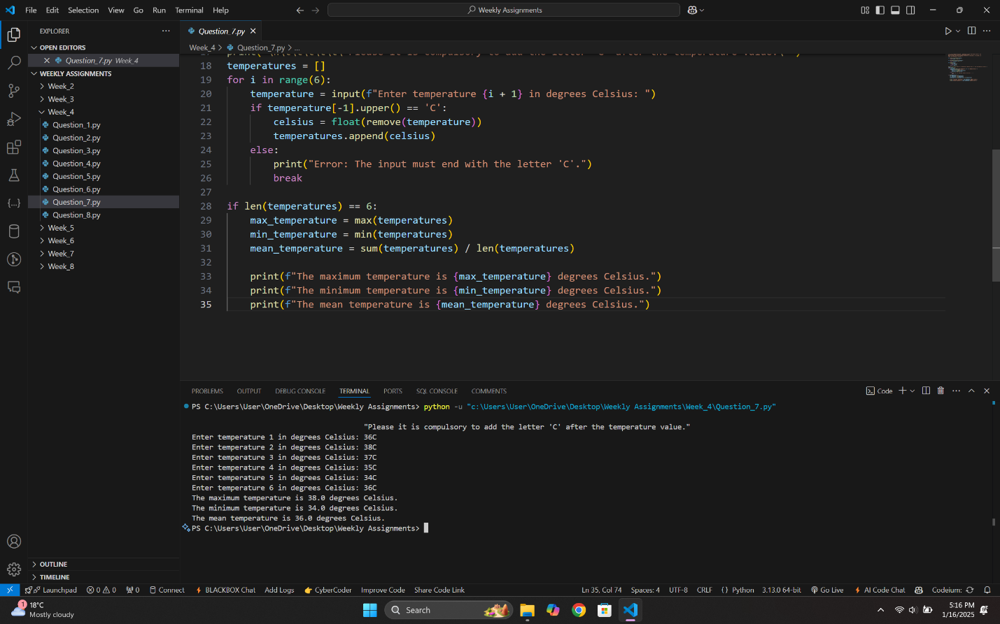 File Edit Selection View Go Run Terminal Help
Weekly Assignments
EXPLORER
OPEN EDITORS
Question_7.py Week_4
WEEKLY ASSIGNMENTS
Week_2
Week_3
Week_4
Question_1.py
Question_2.py
Question_3.py
Question_4.py
Question_5.py
Question_6.py
Question_7.py
Question_8.py
Week_5
Week_6
Week_7
Week_8
OUTLINE
TIMELINE
Question_7.py
Week_4 > Question_7.py > ...
18 temperatures = []
19 for i in range(6):
20 temperature = input(f"Enter temperature {i + 1} in degrees Celsius: ")
21 if temperature[-1].upper() == 'C':
22 celsius = float(remove(temperature))
23 temperatures.append(celsius)
24 else:
25 print("Error: The input must end with the letter 'C'.")
26 break
27
28 if len(temperatures) == 6:
29 max_temperature = max(temperatures)
30 min_temperature = min(temperatures)
31 mean_temperature = sum(temperatures) / len(temperatures)
32
33 print(f"The maximum temperature is {max_temperature} degrees Celsius.")
34 print(f"The minimum temperature is {min_temperature} degrees Celsius.")
35 print(f"The mean temperature is {mean_temperature} degrees Celsius.")
PROBLEMS OUTPUT DEBUG CONSOLE TERMINAL PORTS SQL CONSOLE COMMENTS
Code
PS C:\Users\User\OneDrive\Desktop\Weekly Assignments> python -u "c:\Users\User\OneDrive\Desktop\Weekly Assignments\Week_4\Question_7.py"
"Please it is compulsory to add the letter 'C' after the temperature value."
Enter temperature 1 in degrees Celsius: 36C
Enter temperature 2 in degrees Celsius: 38C
Enter temperature 3 in degrees Celsius: 37C
Enter temperature 4 in degrees Celsius: 35C
Enter temperature 5 in degrees Celsius: 34C
Enter temperature 6 in degrees Celsius: 36C
The maximum temperature is 38.0 degrees Celsius.
The minimum temperature is 34.0 degrees Celsius.
The mean temperature is 36.0 degrees Celsius.
PS C:\Users\User\OneDrive\Desktop\Weekly Assignments>
Launchpad 0 0 0 Connect BLACKBOX Chat Add Logs CyberCoder Improve Code Share Code Link Ln 35, Col 74 Spaces: 4 UTF-8 CRLF {} Python 3.13.0 64-bit Go Live AI Code Chat Codeium:
1
18°C
Mostly cloudy
Search
5:16 PM
1/16/2025